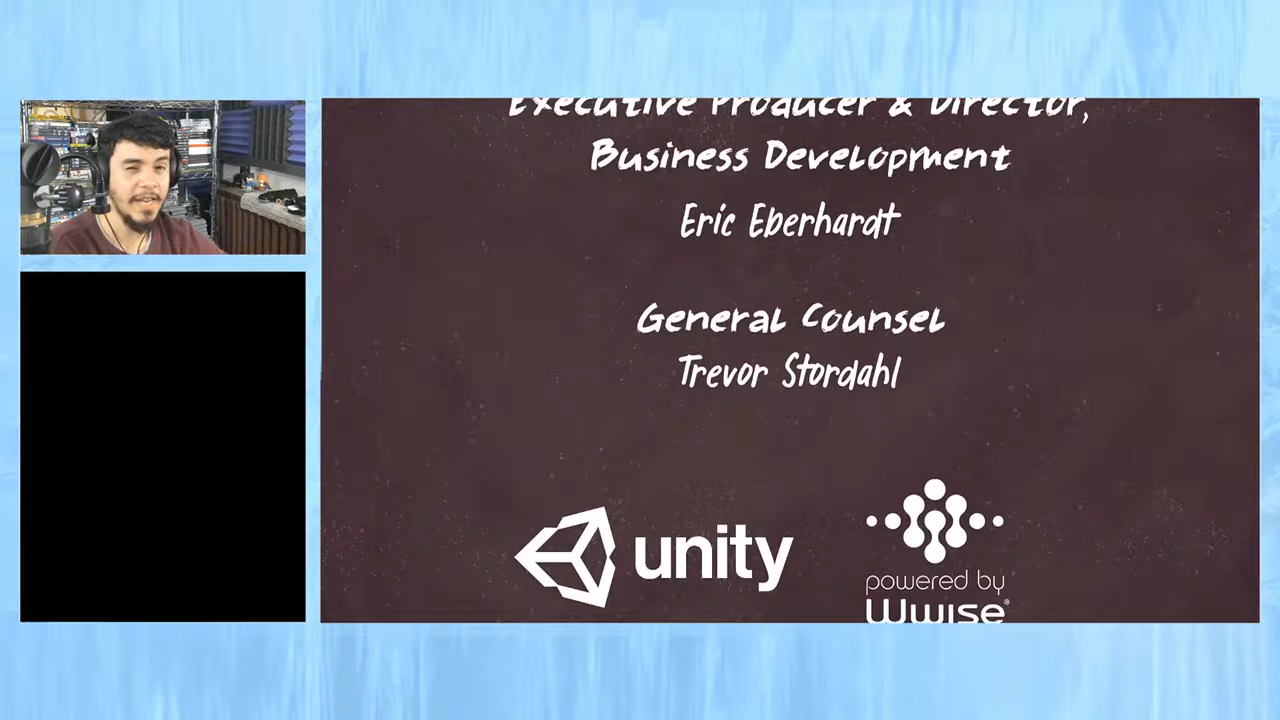 Executive Producer & Director,
Business Development
Eric Eberhardt
General Counsel
Trevor Stordahl
unity
powered by
Wwise®